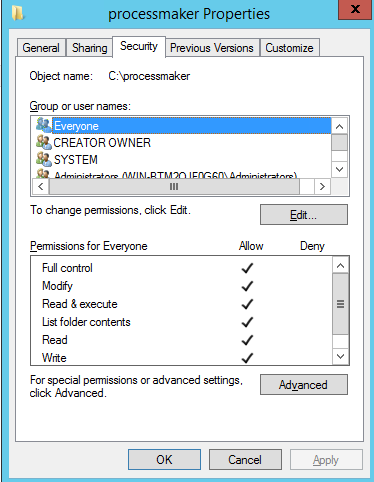 processmaker Properties
x
General Sharing Security Previous Versions Customize
Object name: C:\processmaker
Group or user names:
Everyone
CREATOR OWNER
SYSTEM
Administrators (WIN-BTM2OJE0G60\Administrators)
To change permissions, click Edit.
Edit...
Permissions for Everyone Allow Deny
Full control
Modify
Read & execute
List folder contents
Read
Write
For special permissions or advanced settings,
click Advanced.
Advanced
OK Cancel Apply